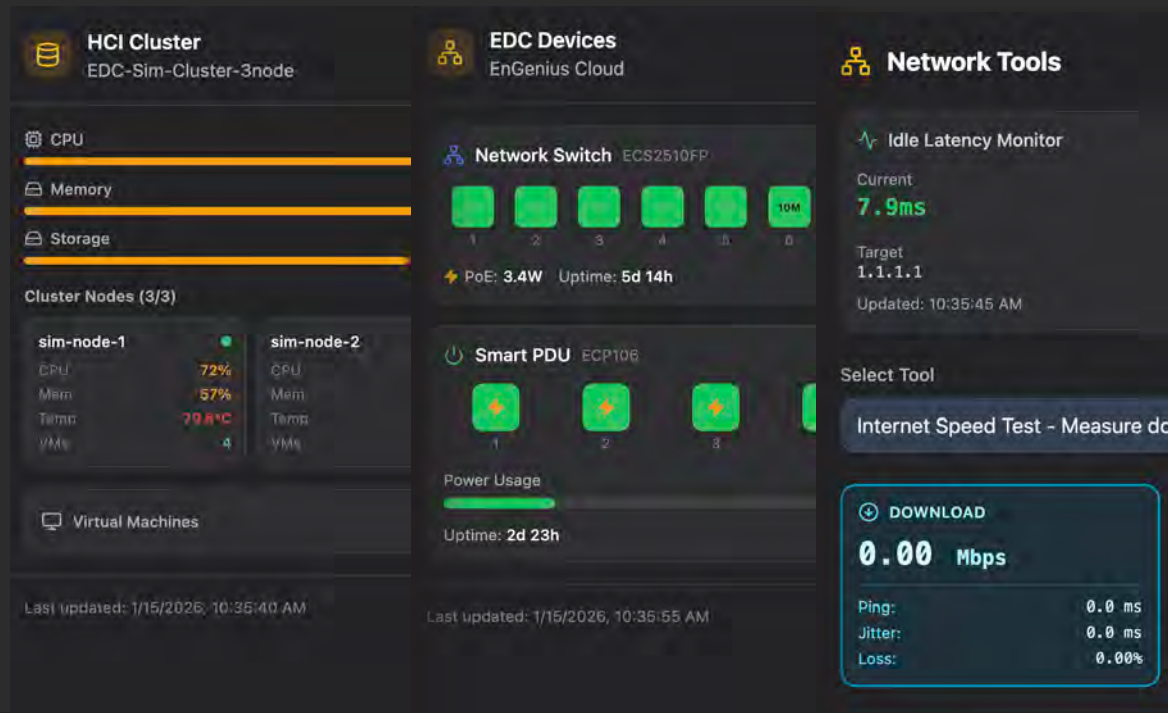 HCI Cluster
EDC-Sim-Cluster-3node
CPU
Memory
Storage
Cluster Nodes (3/3)
sim-node-1
CPU 72%
Mem 57%
Temp 79.6°C
VMs 4
sim-node-2
CPU
Mem
Temp
VMs
Virtual Machines
Last updated: 1/15/2026, 10:35:40 AM
EDC Devices
EnGenius Cloud
Network Switch ECS2510FP
10M
1 2 3 4 5 6
PoE: 3.4W Uptime: 5d 14h
Smart PDU ECP106
1 2 3
Power Usage
Uptime: 2d 23h
Last updated: 1/15/2026, 10:35:55 AM
Network Tools
Idle Latency Monitor
Current
7.9ms
Target
1.1.1.1
Updated: 10:35:45 AM
Select Tool
Internet Speed Test - Measure do
DOWNLOAD
0.00 Mbps
Ping: 0.0 ms
Jitter: 0.0 ms
Loss: 0.00%